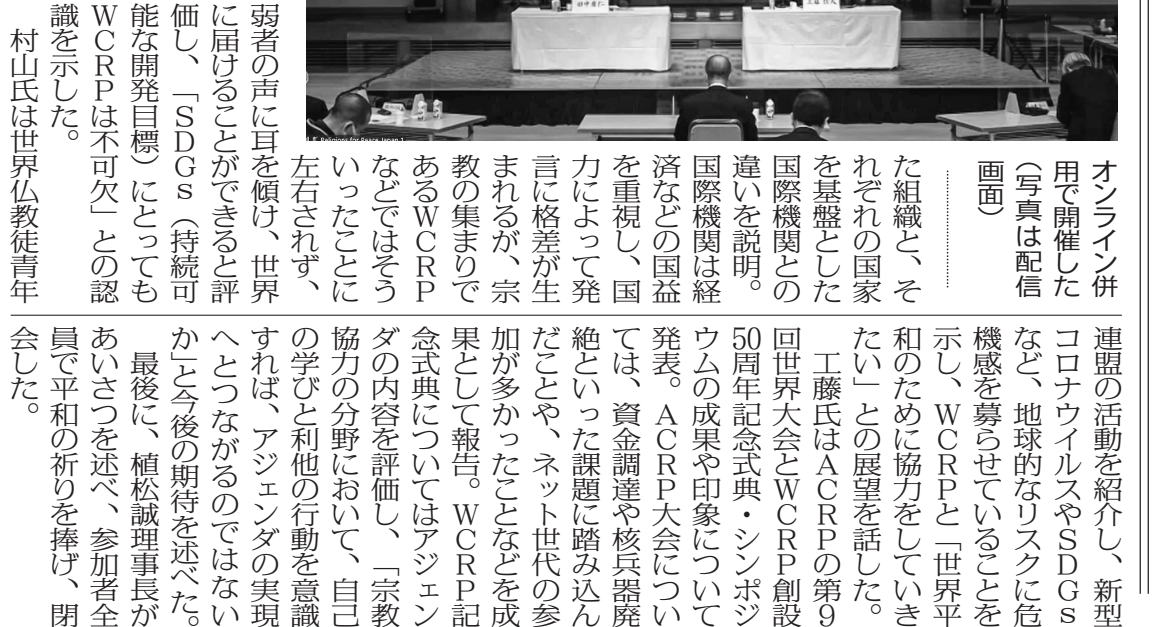 Religions for Peace Japan 1
オンライン併
用で開催した
（写真は配信
画面）
た組織と、そ
れぞれの国家
を基盤とした
国際機関との
違いを説明。
国際機関は経
済などの国益
を重視し、国
力によって発
言に格差が生
まれるが、宗
教の集まりで
あるＷＣＲＰ
などではそう
いったことに
左右されず、
弱者の声に耳を傾け、世界
に届けることができると評
価し、「ＳＤＧｓ（持続可
能な開発目標）にとっても
ＷＣＲＰは不可欠」との認
識を示した。
村山氏は世界仏教徒青年
連盟の活動を紹介し、新型
コロナウイルスやＳＤＧｓ
など、地球的なリスクに危
機感を募らせていることを
示し、ＷＣＲＰと「世界平
和のために協力をしていき
たい」との展望を話した。
工藤氏はＡＣＲＰの第９
回世界大会とＷＣＲＰ創設
50周年記念式典・シンポジ
ウムの成果や印象について
発表。ＡＣＲＰ大会につい
ては、資金調達や核兵器廃
絶といった課題に踏み込ん
だことや、ネット世代の参
加が多かったことなどを成
果として報告。ＷＣＲＰ記
念式典についてはアジェン
ダの内容を評価し、「宗教
協力の分野において、自己
の学びと利他の行動を意識
すれば、アジェンダの実現
へとつながるのではない
か」と今後の期待を述べた。
最後に、植松誠理事長が
あいさつを述べ、参加者全
員で平和の祈りを捧げ、閉
会した。